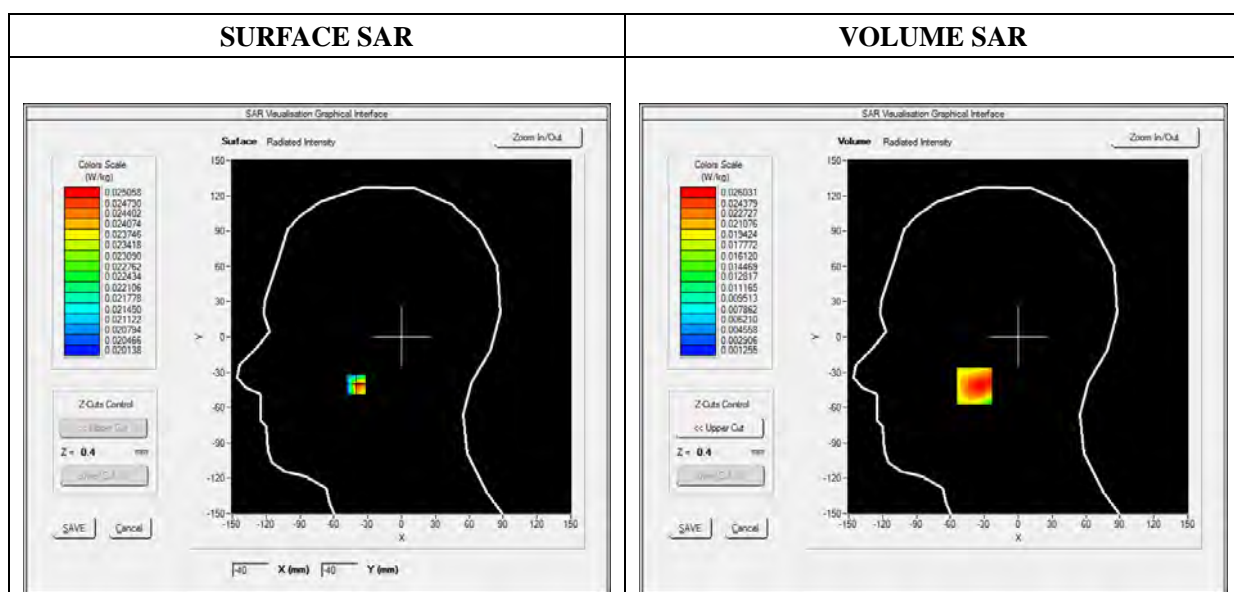 SURFACE SAR
VOLUME SAR
SAR Visualisation Graphical Interface
Surface Radiated Intensity
Zoom In/Out
Colors Scale
(W/kg)
0.025058
0.024730
0.024402
0.024074
0.023746
0.023418
0.023090
0.022762
0.022434
0.022106
0.021778
0.021450
0.021122
0.020794
0.020466
0.020138
150
120
90
60
30
0
-30
-60
-90
-120
-150
Y
-150 -120 -90 -60 -30 0 30 60 90 120 150
X
Z-Cuts Control
<< Upper Cut
Z = 0.4 mm
SAVE Cancel
-40 X (mm) -40 Y (mm)
SAR Visualisation Graphical Interface
Volume Radiated Intensity
Zoom In/Out
Colors Scale
(W/kg)
0.026031
0.024379
0.022727
0.021076
0.019424
0.017772
0.016120
0.014469
0.012817
0.011165
0.009513
0.007862
0.006210
0.004558
0.002906
0.001255
150
120
90
60
30
0
-30
-60
-90
-120
-150
Y
-150 -120 -90 -60 -30 0 30 60 90 120 150
X
Z-Cuts Control
<< Upper Cut
Z = 0.4 mm
SAVE Cancel